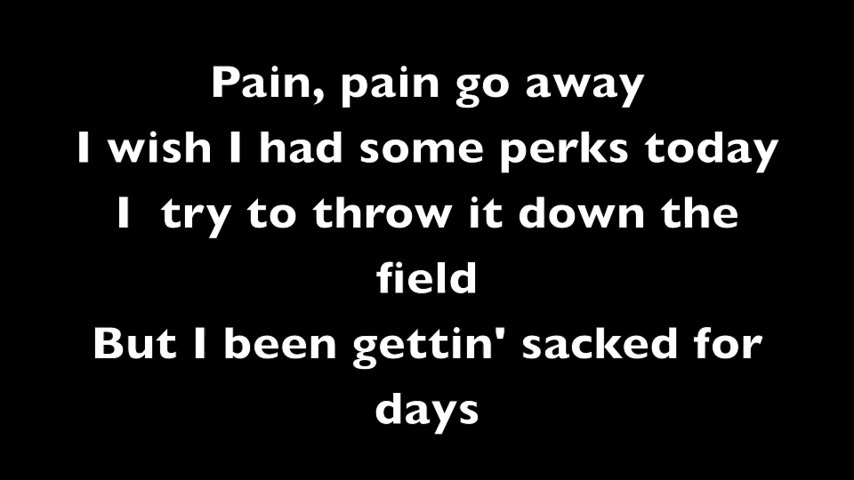 Pain, pain go away
I wish I had some perks today
I  try to throw it down the
field
But I been gettin' sacked for
days